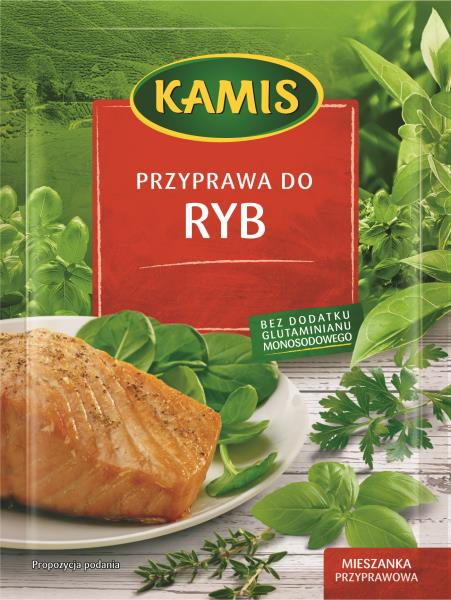 KAMIS
PRZYPRAWA DO
RYB
BEZ DODATKU
GLUTAMINIANU
MONOSODOWEGO
Propozycja podania
MIESZANKA
PRZYPRAWOWA